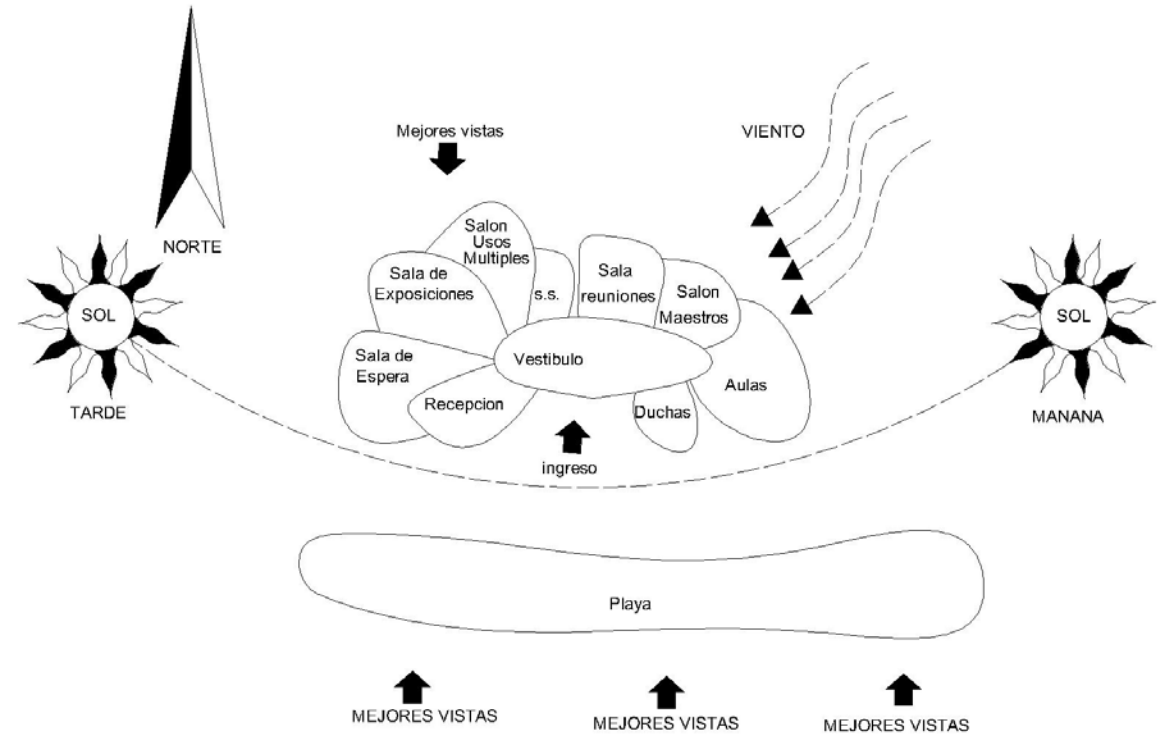 Mejores vistas
VIENTO
NORTE
SOL
TARDE
Salon
Usos
Multiples
Sala de
Exposiciones
s.s.
Sala
reuniones
Salon
Maestros
SOL
MANANA
Sala de
Espera
Vestibulo
Recepcion
Duchas
Aulas
ingreso
Playa
MEJORES VISTAS
MEJORES VISTAS
MEJORES VISTAS